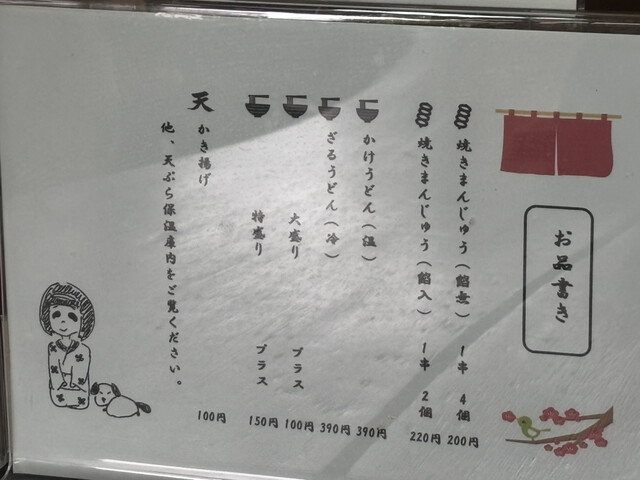 お品書き
焼きまんじゅう（餡無） 1串 4個 200円
焼きまんじゅう（餡入） 1串 2個 220円
かけうどん（温） 390円
ざるうどん（冷） 390円
大盛り プラス 100円
特盛り プラス 150円
天 かき揚げ 100円
他、天ぷら保温庫内をご覧ください。